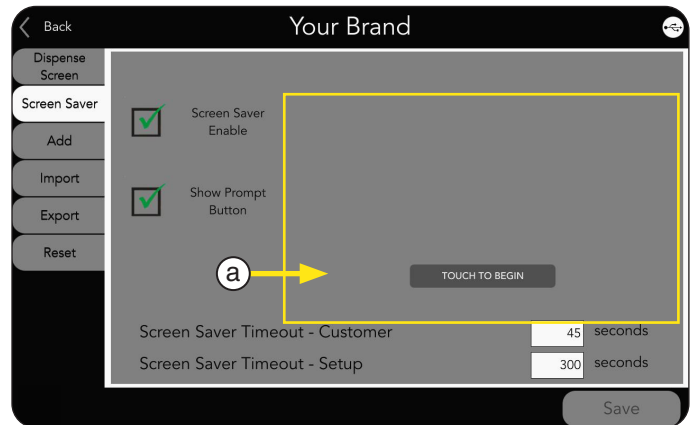 Back
Your Brand
Dispense
Screen
Screen Saver
Add
Import
Export
Reset
Screen Saver
Enable
Show Prompt
Button
a
TOUCH TO BEGIN
Screen Saver Timeout - Customer 45 seconds
Screen Saver Timeout - Setup 300 seconds
Save